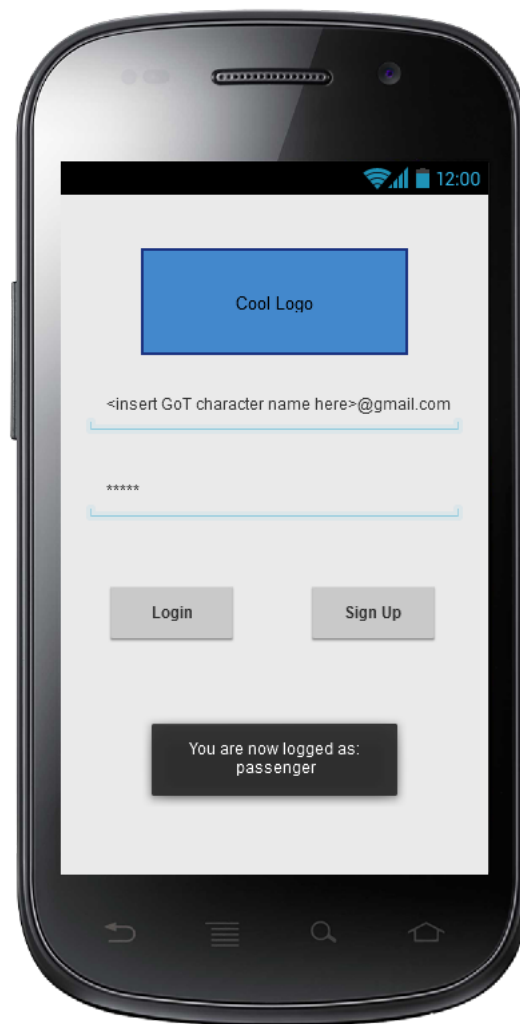 12:00
Cool Logo
<insert GoT character name here>@gmail.com
*****
Login
Sign Up
You are now logged as:
passenger